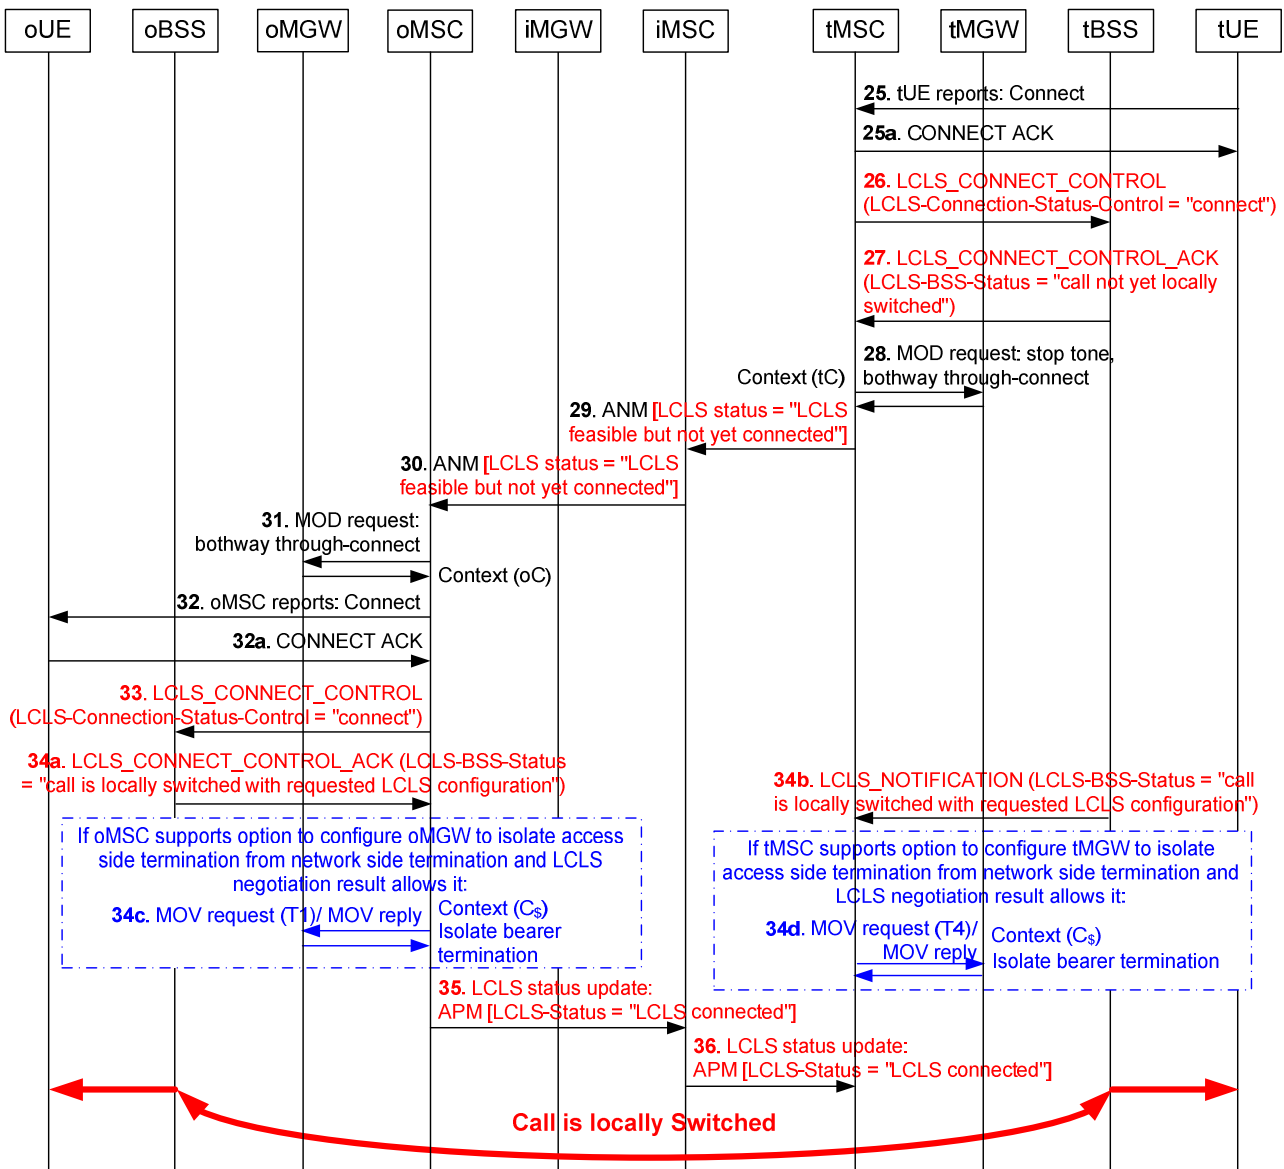 oUE
oBSS
oMGW
oMSC
iMGW
iMSC
tMSC
tMGW
tBSS
tUE
25. tUE reports: Connect
25a. CONNECT ACK
26. LCLS_CONNECT_CONTROL
(LCLS-Connection-Status-Control = "connect")
27. LCLS_CONNECT_CONTROL_ACK
(LCLS-BSS-Status = "call not yet locally
switched")
28. MOD request: stop tone,
bothway through-connect
Context (tC)
29. ANM [LCLS status = "LCLS
feasible but not yet connected"]
30. ANM [LCLS status = "LCLS
feasible but not yet connected"]
31. MOD request:
bothway through-connect
Context (oC)
32. oMSC reports: Connect
32a. CONNECT ACK
33. LCLS_CONNECT_CONTROL
(LCLS-Connection-Status-Control = "connect")
34a. LCLS_CONNECT_CONTROL_ACK (LCLS-BSS-Status
= "call is locally switched with requested LCLS configuration")
34b. LCLS_NOTIFICATION (LCLS-BSS-Status = "call
is locally switched with requested LCLS configuration")
If oMSC supports option to configure oMGW to isolate access
side termination from network side termination and LCLS
negotiation result allows it:
34c. MOV request (T1)/ MOV reply
Context (C$)
Isolate bearer
termination
If tMSC supports option to configure tMGW to isolate
access side termination from network side termination and
LCLS negotiation result allows it:
34d. MOV request (T4)/
MOV reply
Context (C$)
Isolate bearer termination
35. LCLS status update:
APM [LCLS-Status = "LCLS connected"]
36. LCLS status update:
APM [LCLS-Status = "LCLS connected"]
Call is locally Switched